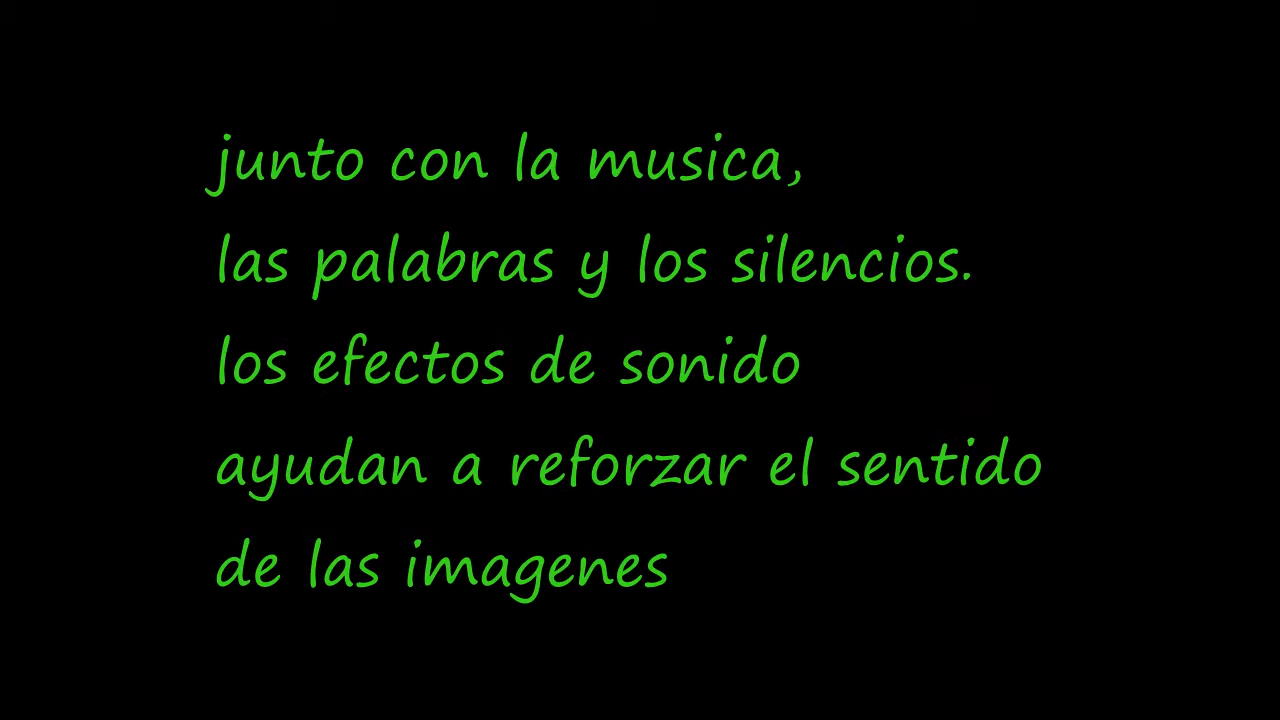 junto con la musica,
las palabras y los silencios.
los efectos de sonido
ayudan a reforzar el sentido
de las imagenes